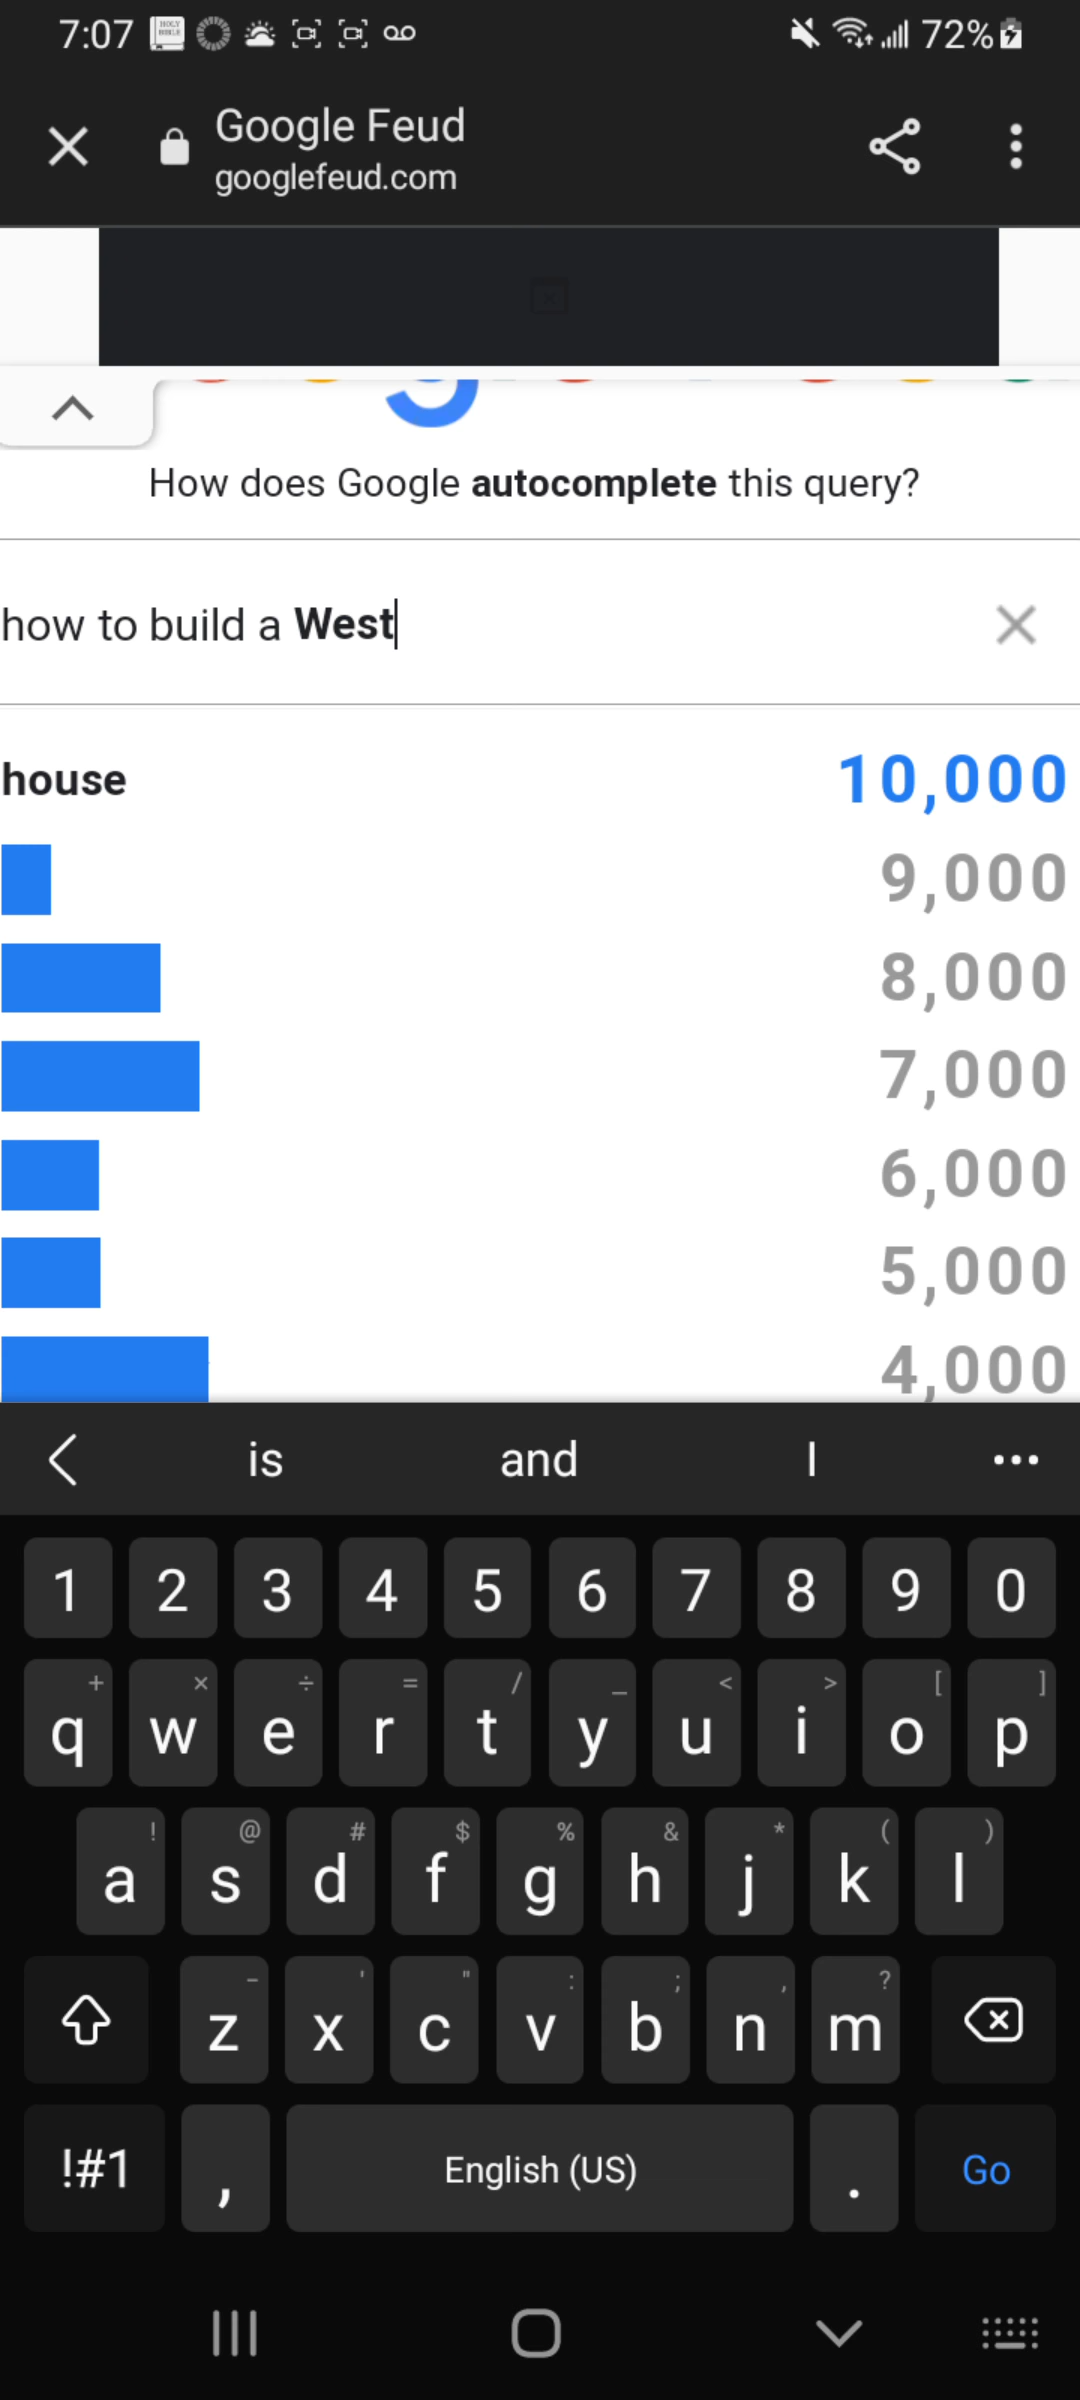 7:07 HOLY BIBLE 72%
Google Feud
googlefeud.com
How does Google autocomplete this query?
how to build a West
house 10,000
9,000
8,000
7,000
6,000
5,000
4,000
is and I
1 2 3 4 5 6 7 8 9 0
+ × ÷ = / _ < > [ ]
q w e r t y u i o p
! @ # $ % & * ( )
a s d f g h j k l
- ' " : ; , ?
z x c v b n m
!#1 , English (US) . Go